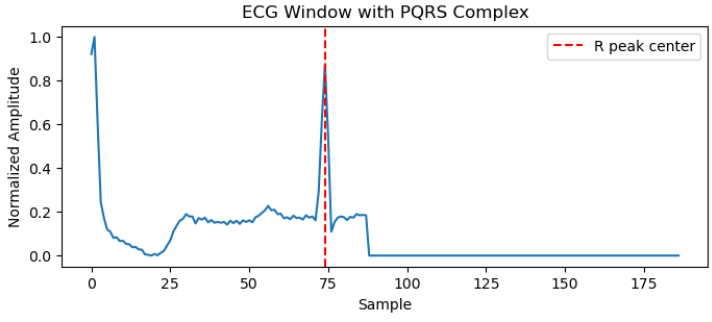 ECG Window with PQRS Complex
R peak center
Normalized Amplitude
1.0
0.8
0.6
0.4
0.2
0.0
0 25 50 75 100 125 150 175
Sample